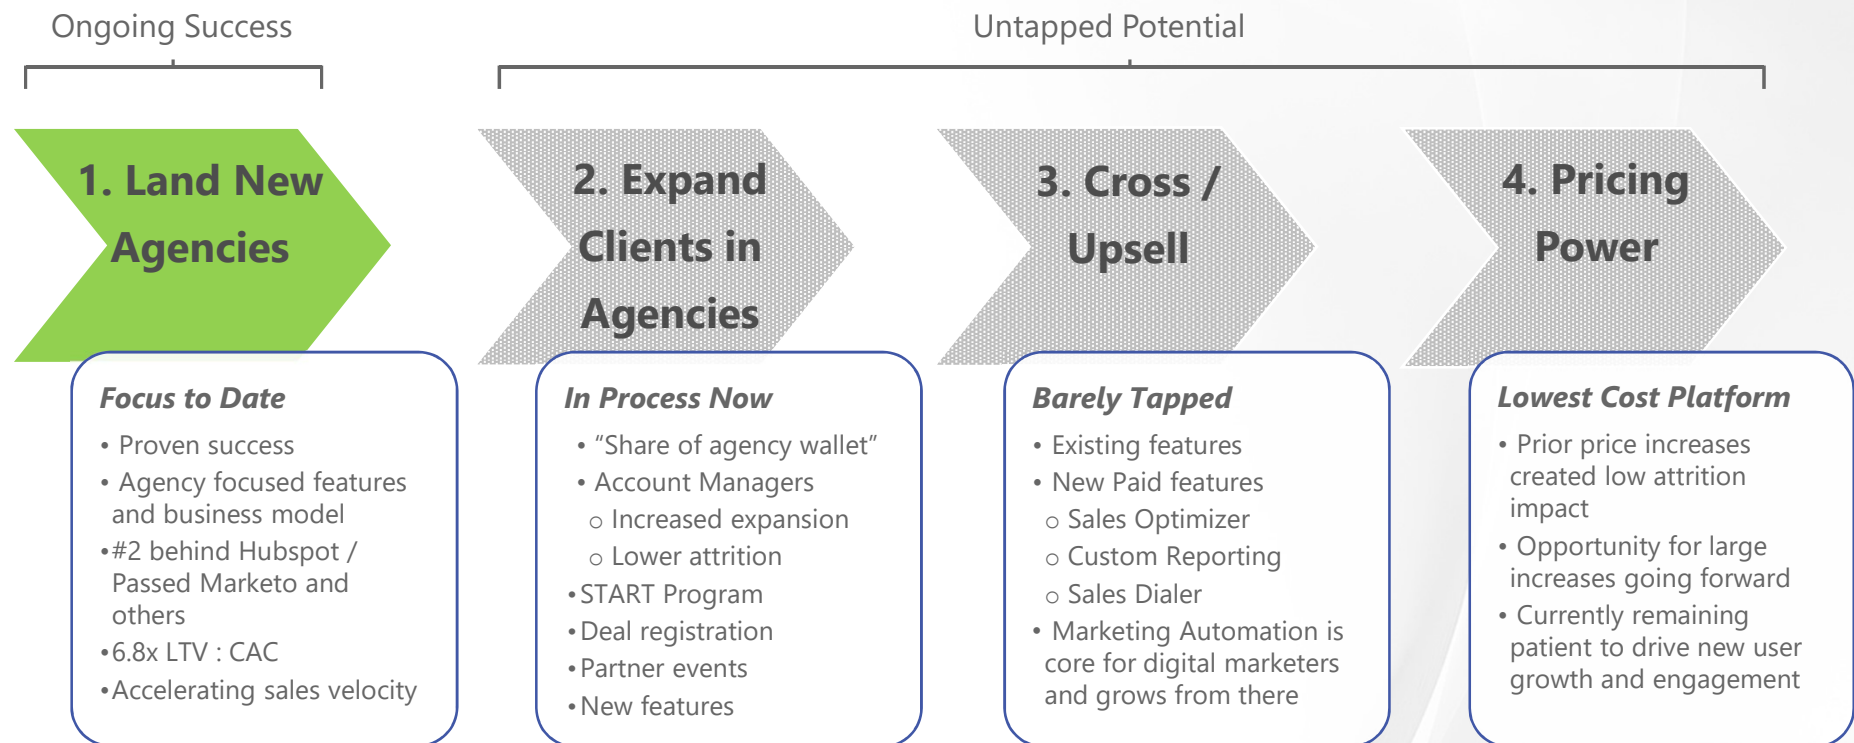 Ongoing Success
Untapped Potential
1. Land New
Agencies
2. Expand
Clients in
Agencies
3. Cross /
Upsell
4. Pricing
Power
Focus to Date
• Proven success
• Agency focused features
and business model
•#2 behind Hubspot /
Passed Marketo and
others
•6.8x LTV : CAC
•Accelerating sales velocity
In Process Now
• “Share of agency wallet”
• Account Managers
o Increased expansion
o Lower attrition
•START Program
•Deal registration
•Partner events
•New features
Barely Tapped
• Existing features
• New Paid features
o Sales Optimizer
o Custom Reporting
o Sales Dialer
• Marketing Automation is
core for digital marketers
and grows from there
Lowest Cost Platform
• Prior price increases
created low attrition
impact
• Opportunity for large
increases going forward
• Currently remaining
patient to drive new user
growth and engagement